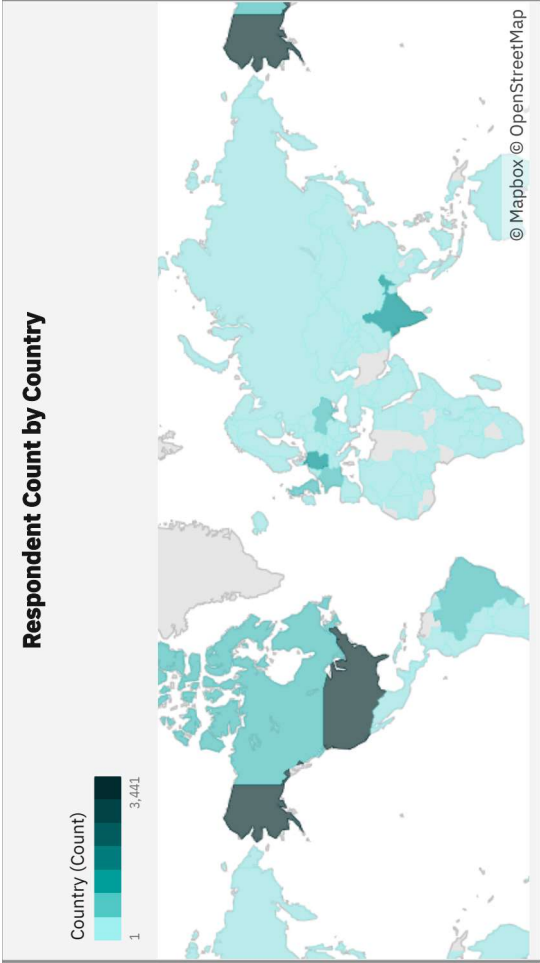 Respondent Count by Country
Country (Count)
1
3,441
© Mapbox © OpenStreetMap